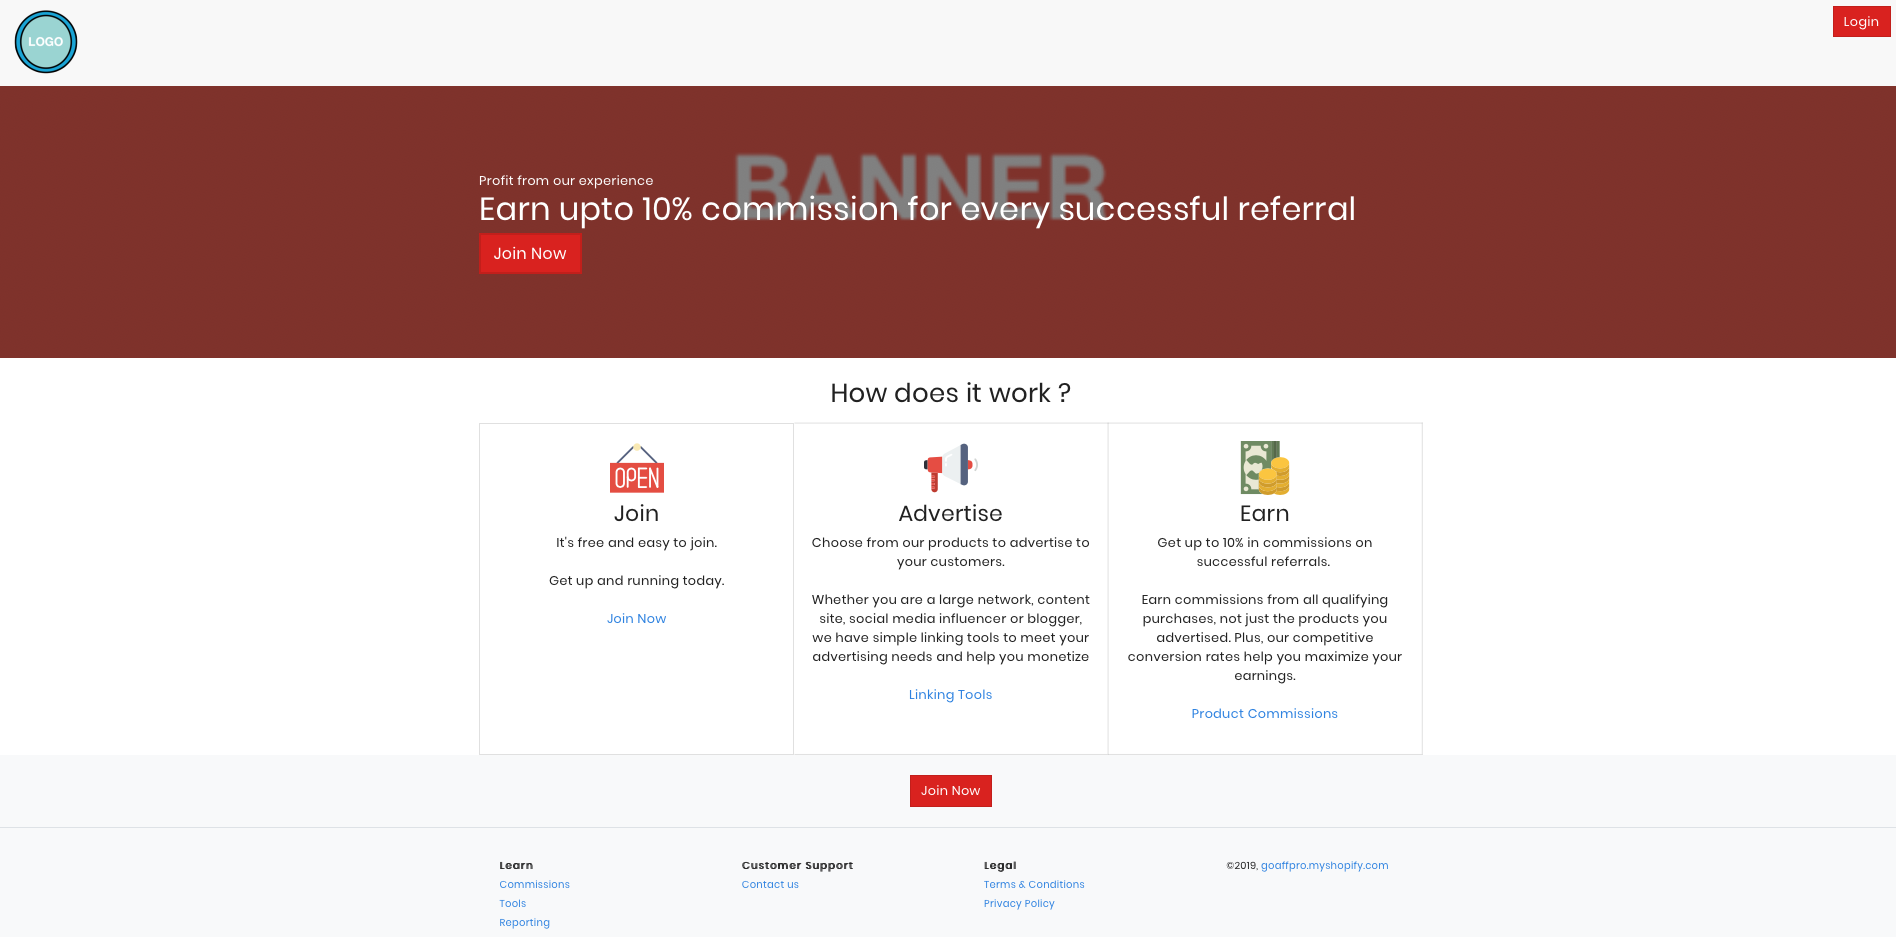 LOGO
Login
BANNER
Profit from our experience
Earn upto 10% commission for every successful referral
Join Now
How does it work ?
OPEN
Join
It's free and easy to join.
Get up and running today.
Join Now
Advertise
Choose from our products to advertise to
your customers.
Whether you are a large network, content
site, social media influencer or blogger,
we have simple linking tools to meet your
advertising needs and help you monetize
Linking Tools
Earn
Get up to 10% in commissions on
successful referrals.
Earn commissions from all qualifying
purchases, not just the products you
advertised. Plus, our competitive
conversion rates help you maximize your
earnings.
Product Commissions
Join Now
Learn
Commissions
Tools
Reporting
Customer Support
Contact us
Legal
Terms & Conditions
Privacy Policy
©2019, goaffpro.myshopify.com